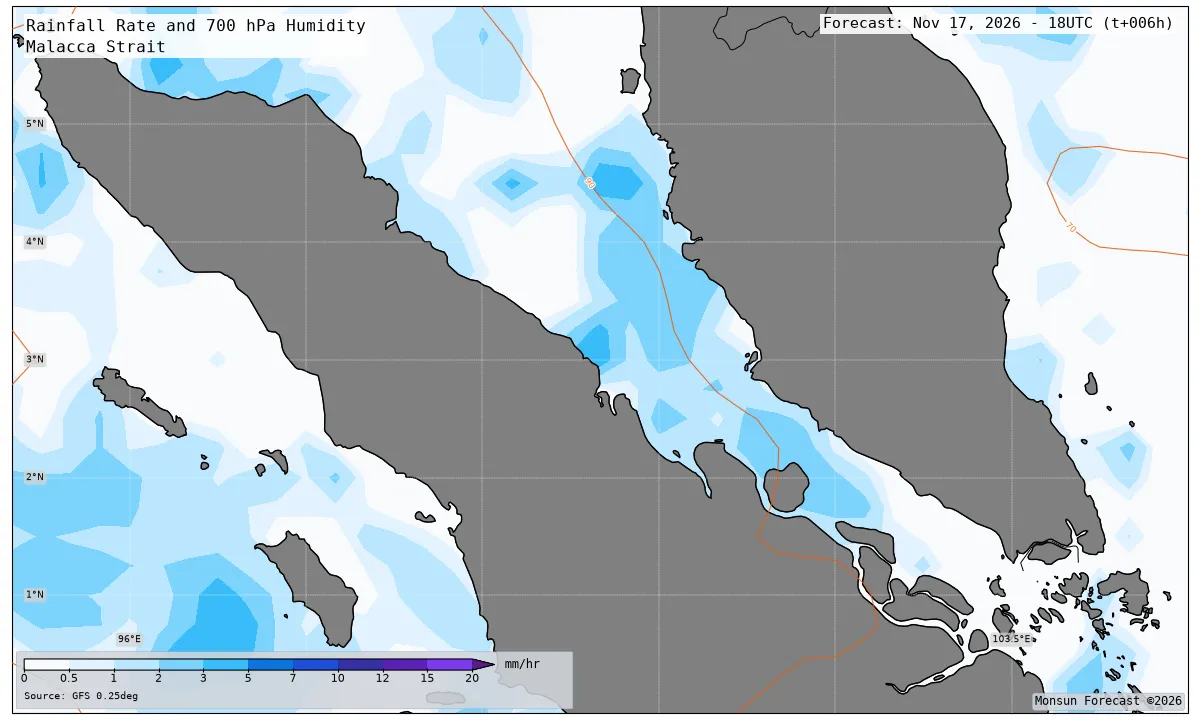 Rainfall Rate and 700 hPa Humidity
Malacca Strait
Forecast: Nov 17, 2026 - 18UTC (t+006h)
5°N
90
4°N
70
3°N
2°N
1°N
96°E
103.5°E
mm/hr
0 0.5 1 2 3 5 7 10 12 15 20
Source: GFS 0.25deg
Monsun Forecast ©2026